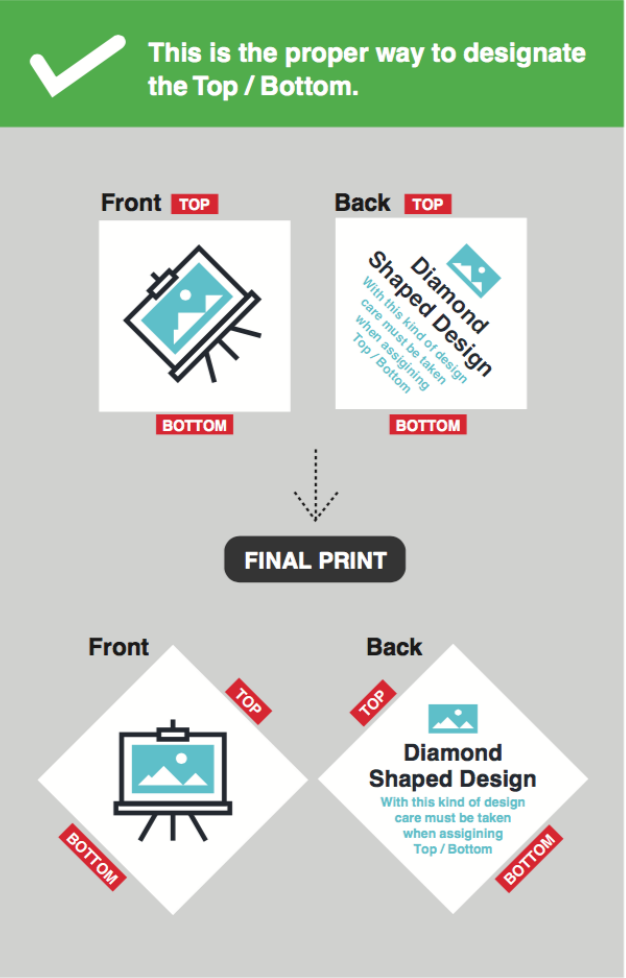 This is the proper way to designate
the Top / Bottom.
Front TOP
Back TOP
Diamond
Shaped Design
With this kind of design
care must be taken
when assigining
Top / Bottom
BOTTOM
BOTTOM
FINAL PRINT
Front
Back
TOP
TOP
Diamond
Shaped Design
With this kind of design
care must be taken
when assigining
Top / Bottom
BOTTOM
BOTTOM